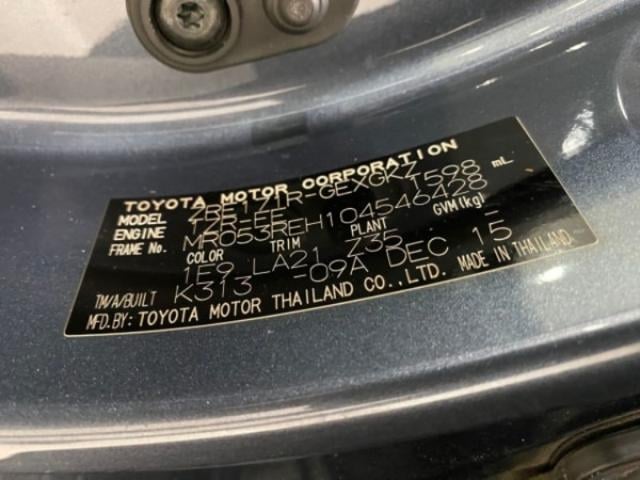 TOYOTA MOTOR CORPORATION
MODEL ZRE171R-GEXGKZ
ENGINE 1ZR-FE 1598 mL
FRAME NO. MR053REH104546428
COLOR TRIM PLANT GVM(kg)
1E9 LA21 Z35 -
TM/A/BUILT K313 -09A DEC 15
MFD.BY: TOYOTA MOTOR THAILAND CO.,LTD. MADE IN THAILAND